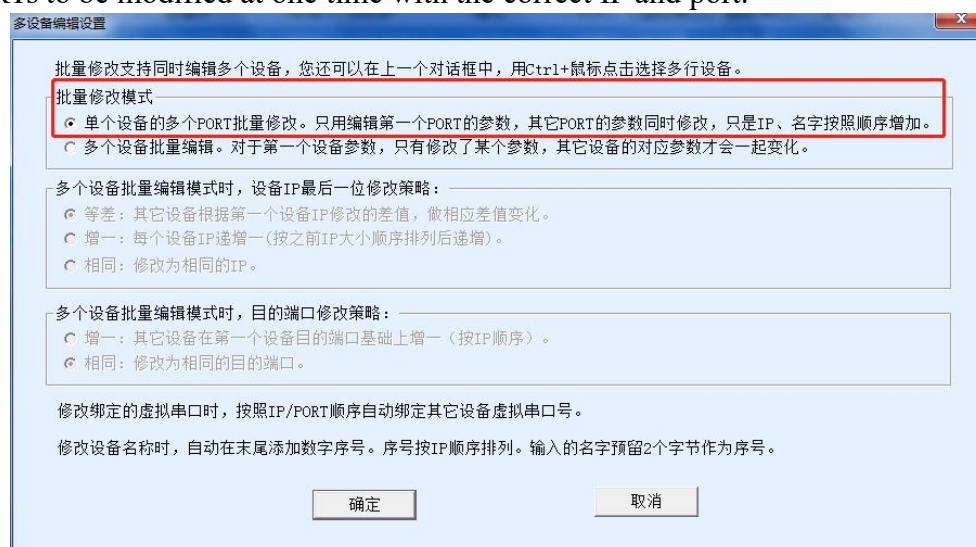 to be modified at one time with the correct IP and port.
多设备编辑设置
批量修改支持同时编辑多个设备，您还可以在上一个对话框中，用Ctrl+鼠标点击选择多行设备。
批量修改模式
单个设备的多个PORT批量修改。只用编辑第一个PORT的参数，其它PORT的参数同时修改，只是IP、名字按照顺序增加。
多个设备批量编辑。对于第一个设备参数，只有修改了某个参数，其它设备的对应参数才会一起变化。
多个设备批量编辑模式时，设备IP最后一位修改策略：
等差：其它设备根据第一个设备IP修改的差值，做相应差值变化。
增一：每个设备IP递增一(按之前IP大小顺序排列后递增)。
相同：修改为相同的IP。
多个设备批量编辑模式时，目的端口修改策略：
增一：其它设备在第一个设备目的端口基础上增一（按IP顺序）。
相同：修改为相同的目的端口。
修改绑定的虚拟串口时，按照IP/PORT顺序自动绑定其它设备虚拟串口号。
修改设备名称时，自动在末尾添加数字序号。序号按IP顺序排列。输入的名字预留2个字节作为序号。
确定
取消